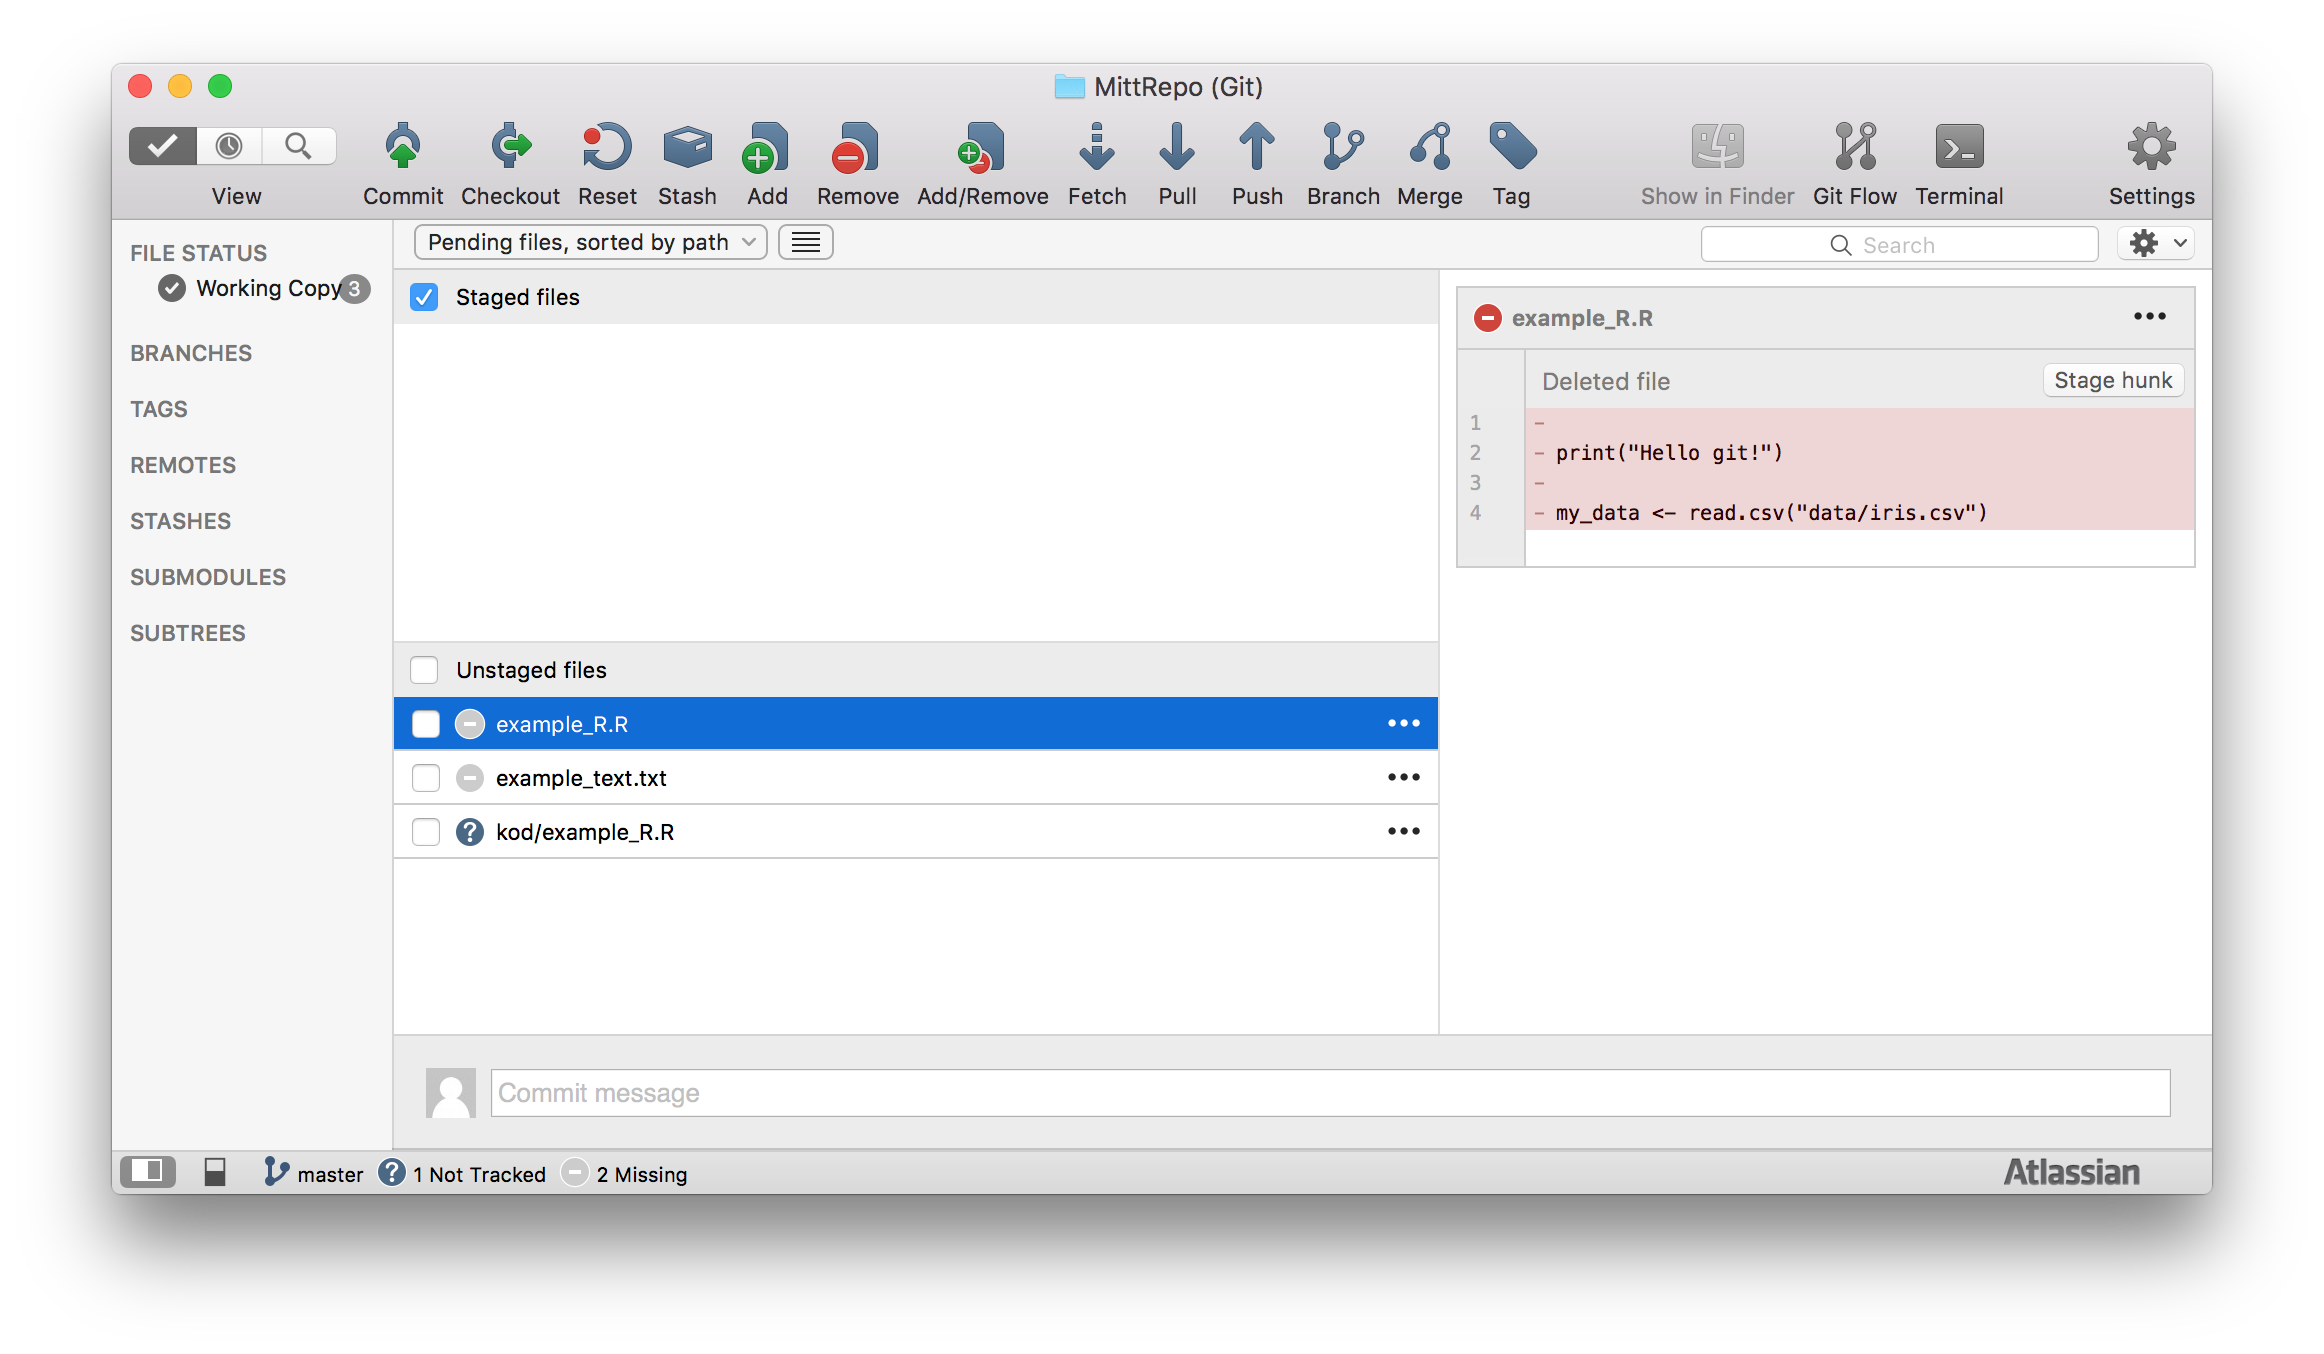 MittRepo (Git)
View Commit Checkout Reset Stash Add Remove Add/Remove Fetch Pull Push Branch Merge Tag Show in Finder Git Flow Terminal Settings
FILE STATUS
Working Copy 3
BRANCHES
TAGS
REMOTES
STASHES
SUBMODULES
SUBTREES
Pending files, sorted by path
Search
Staged files
Unstaged files
example_R.R
example_text.txt
kod/example_R.R
example_R.R
Deleted file Stage hunk
1 -
2 - print("Hello git!")
3 -
4 - my_data <- read.csv("data/iris.csv")
Commit message
master 1 Not Tracked 2 Missing
Atlassian